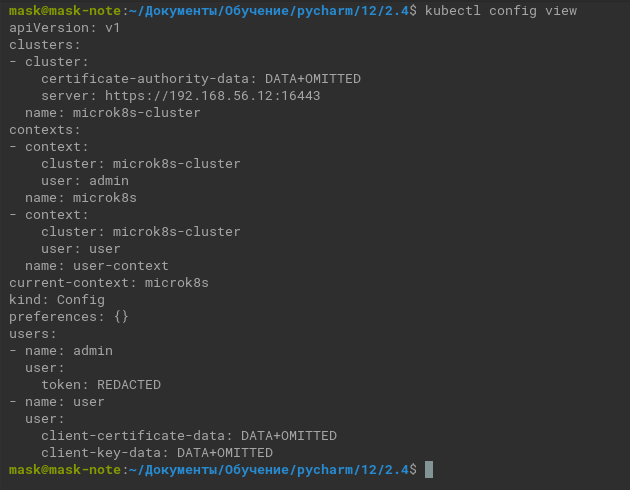 mask@mask-note:~/Документы/Обучение/pycharm/12/2.4$ kubectl config view
apiVersion: v1
clusters:
- cluster:
    certificate-authority-data: DATA+OMITTED
    server: https://192.168.56.12:16443
  name: microk8s-cluster
contexts:
- context:
    cluster: microk8s-cluster
    user: admin
  name: microk8s
- context:
    cluster: microk8s-cluster
    user: user
  name: user-context
current-context: microk8s
kind: Config
preferences: {}
users:
- name: admin
  user:
    token: REDACTED
- name: user
  user:
    client-certificate-data: DATA+OMITTED
    client-key-data: DATA+OMITTED
mask@mask-note:~/Документы/Обучение/pycharm/12/2.4$